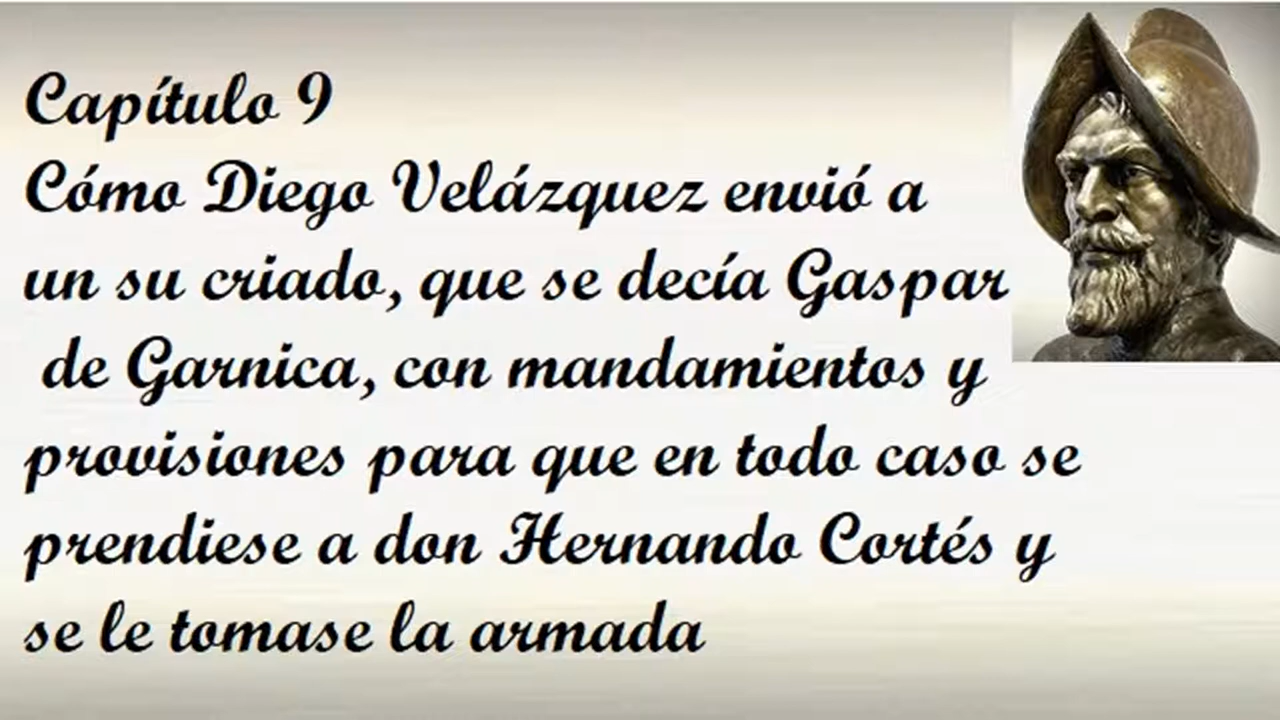 Capítulo 9
Cómo Diego Velázquez envió a
un su criado, que se decía Gaspar
de Garnica, con mandamientos y
provisiones para que en todo caso se
prendiese a don Hernando Cortés y
se le tomase la armada